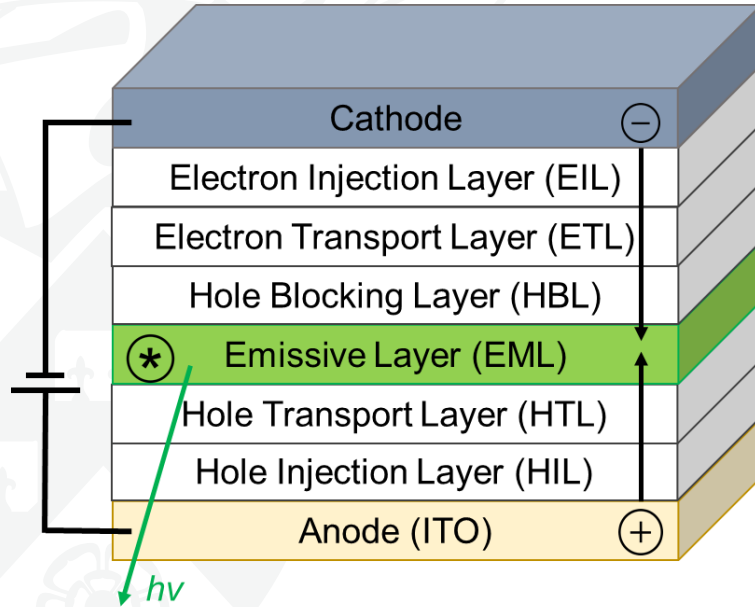 Cathode
−
Electron Injection Layer (EIL)
Electron Transport Layer (ETL)
Hole Blocking Layer (HBL)
* Emissive Layer (EML)
Hole Transport Layer (HTL)
Hole Injection Layer (HIL)
Anode (ITO)
+
hv